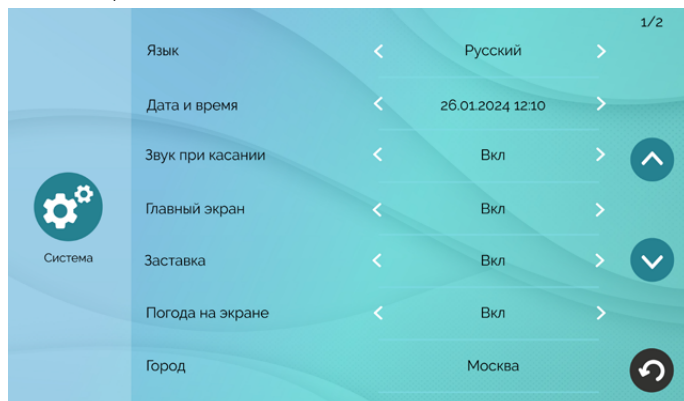 1/2
Язык
Русский
Дата и время
26.01.2024 12:10
Звук при касании
Вкл
Главный экран
Вкл
Система
Заставка
Вкл
Погода на экране
Вкл
Город
Москва